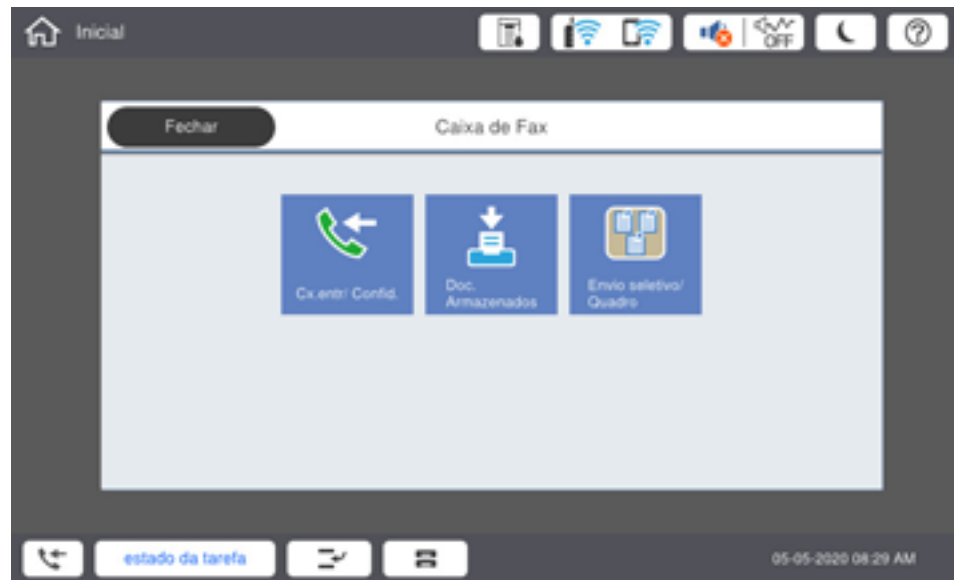 Inicial
OFF
Fechar
Caixa de Fax
Cx.entr/ Confid.
Doc.
Armazenados
Envio seletivo/
Quadro
estado da tarefa
05-05-2020 08:29 AM